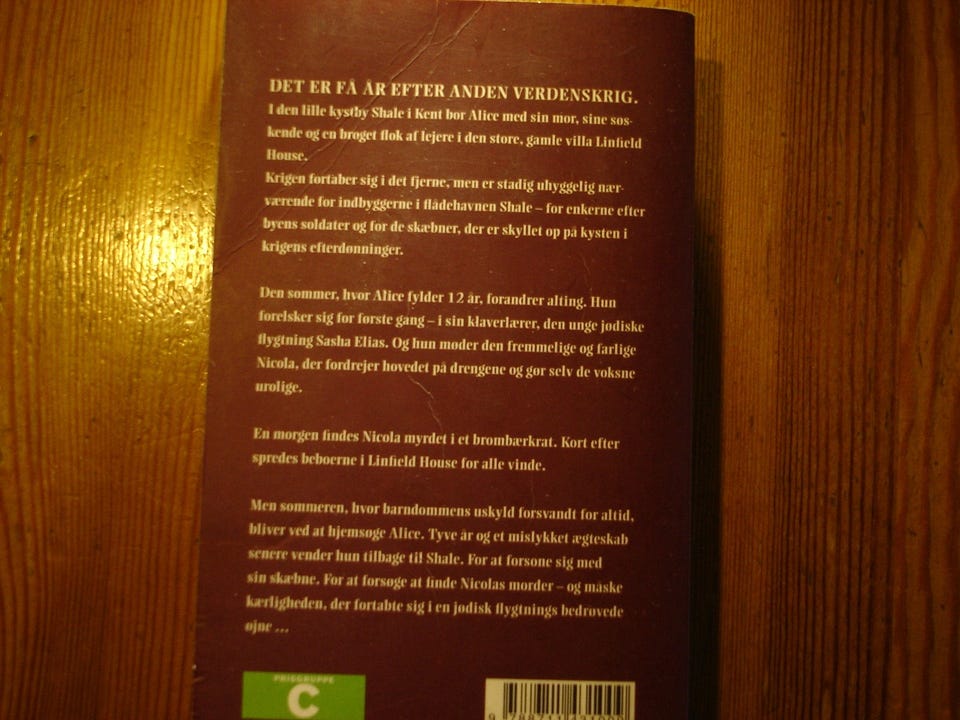 DET ER FÅ ÅR EFTER ANDEN VERDENSKRIG.
I den lille kystby Shale i Kent bor Alice med sin mor, sine søs-
kende og en broget flok af lejere i den store, gamle villa Linfield
House.
Krigen fortaber sig i det fjerne, men er stadig uhyggelig nær-
værende for indbyggerne i flådehavnen Shale – for enkerne efter
byens soldater og for de skæbner, der er skyllet op på kysten i
krigens efterdønninger.
Den sommer, hvor Alice fylder 12 år, forandrer alting. Hun
forelsker sig for første gang – i sin klaverlærer, den unge jødiske
flygtning Sasha Elias. Og hun møder den fremmelige og farlige
Nicola, der fordrejer hovedet på drengene og gør selv de voksne
urolige.
En morgen findes Nicola myrdet i et brombærkrat. Kort efter
spredes beboerne i Linfield House for alle vinde.
Men sommeren, hvor barndommens uskyld forsvandt for altid,
bliver ved at hjemsøge Alice. Tyve år og et mislykket ægteskab
senere vender hun tilbage til Shale. For at forsone sig med
sin skæbne. For at forsøge at finde Nicolas morder – og måske
kærligheden, der fortabte sig i en jødisk flygtnings bedrøvede
øjne ...
PRISGRUPPE
C